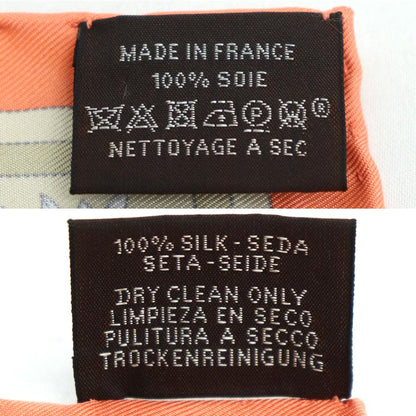 MADE IN FRANCE
100% SOIE
P W ®
NETTOYAGE A SEC
100% SILK - SEDA
SETA - SEIDE
DRY CLEAN ONLY
LIMPIEZA EN SECO
PULITURA A SECCO
TROCKENREINIGUNG